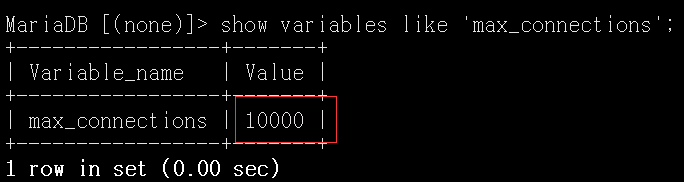 MariaDB [(none)]> show variables like 'max_connections';
+-----------------+-------+
| Variable_name   | Value |
+-----------------+-------+
| max_connections | 10000 |
+-----------------+-------+
1 row in set (0.00 sec)